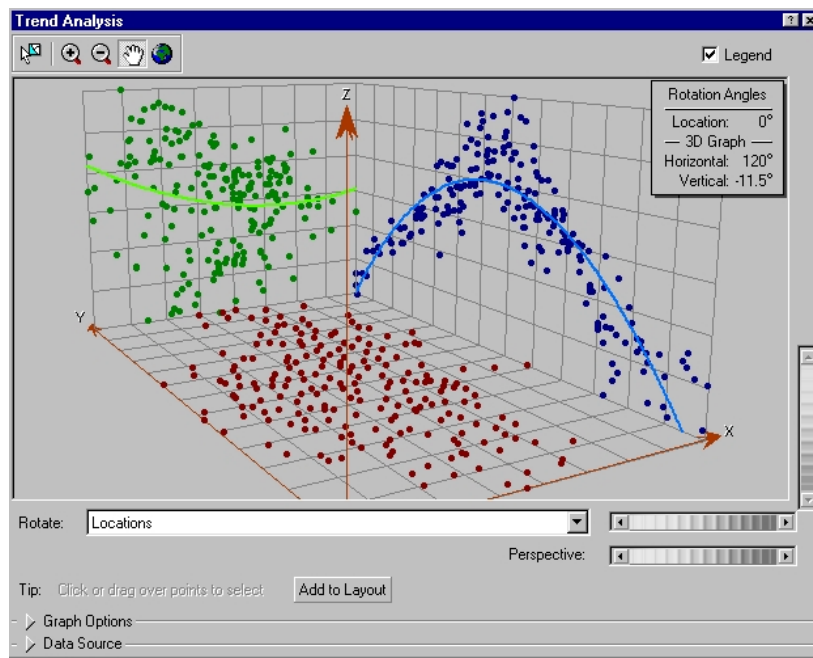 Trend Analysis
Legend
Z
Rotation Angles
Location: 0°
3D Graph
Horizontal: 120°
Vertical: -11.5°
Y
X
Rotate: Locations
Perspective:
Tip: Click or drag over points to select Add to Layout
Graph Options
Data Source